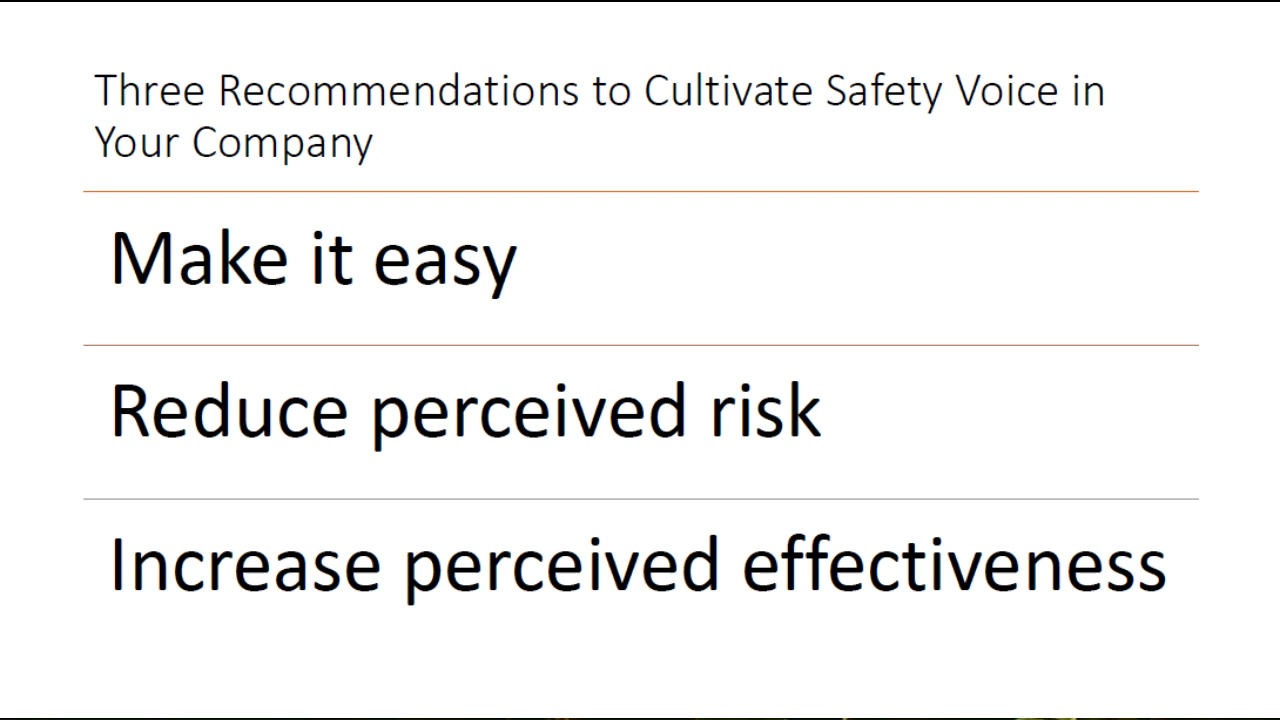 Three Recommendations to Cultivate Safety Voice in
Your Company
Make it easy
Reduce perceived risk
Increase perceived effectiveness